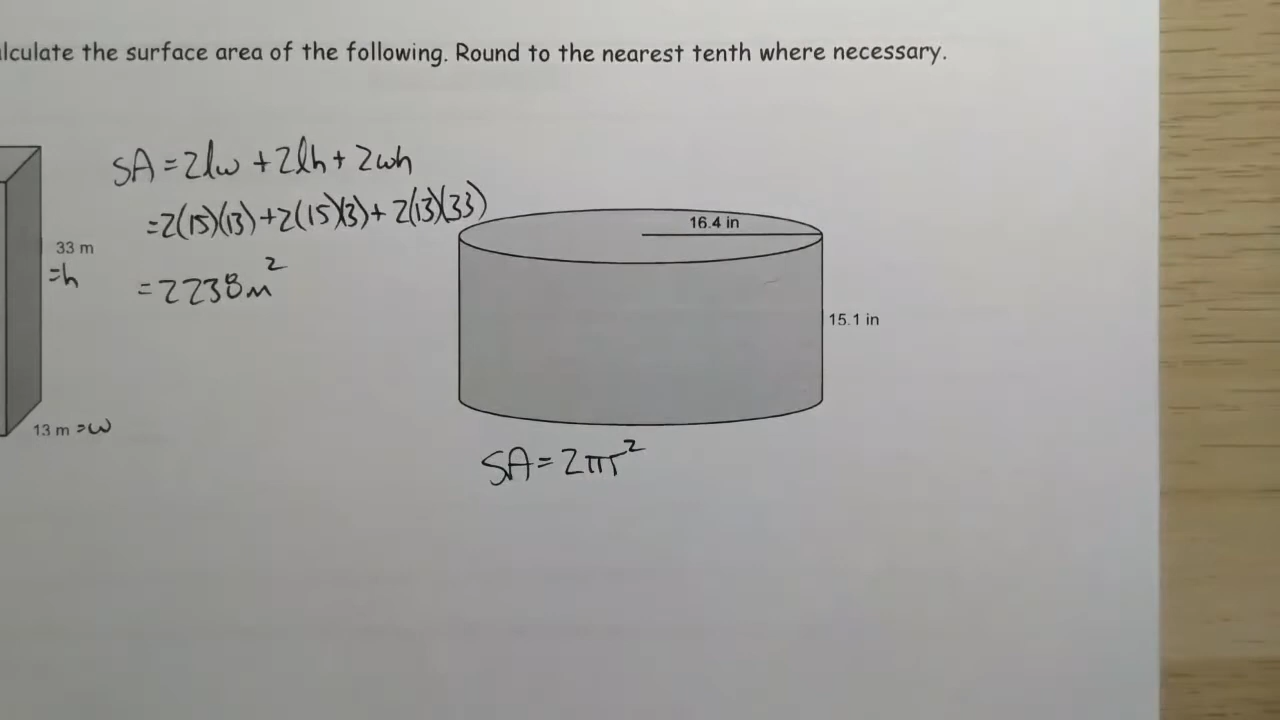 lculate the surface area of the following. Round to the nearest tenth where necessary.
SA = 2lw + 2lh + 2wh
= 2(15)(13) + 2(15)(3) + 2(13)(33)
= 2238 m²
33 m
= h
13 m = w
16.4 in
15.1 in
SA = 2πr²